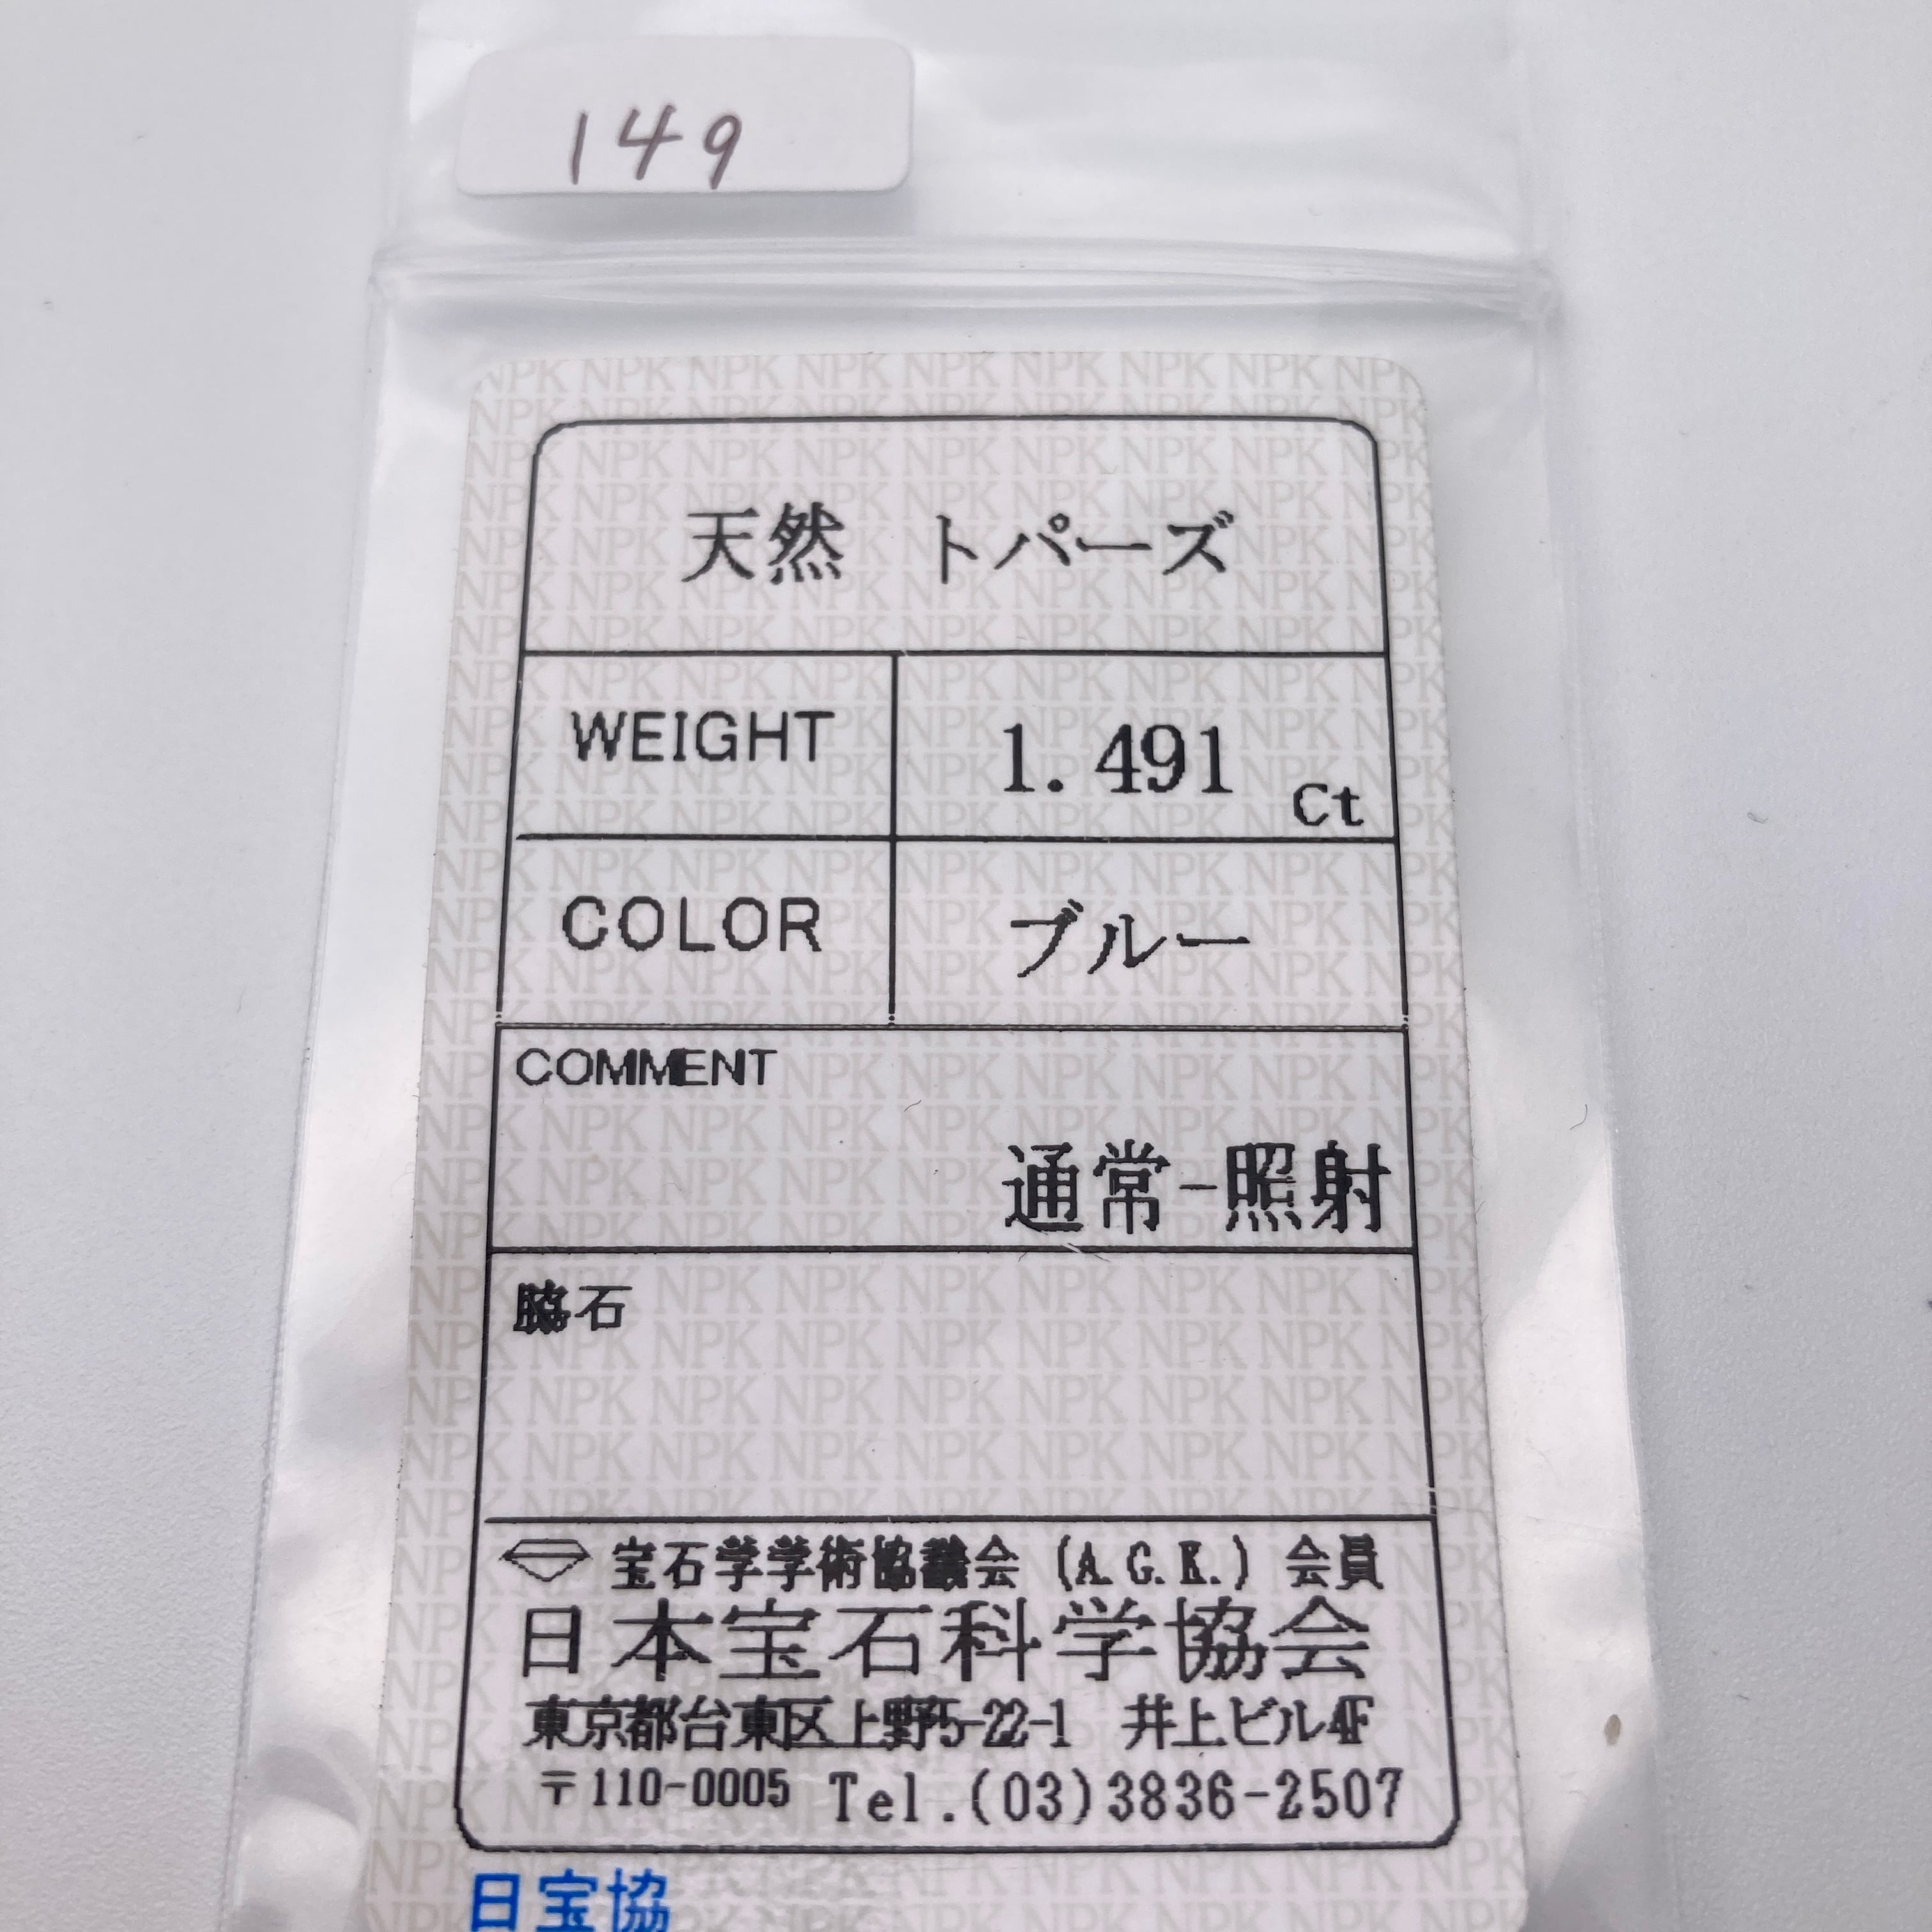 149
天然　トパーズ
WEIGHT 1.491 Ct
COLOR ブルー
COMMENT
通常-照射
脇石
宝石学学術協議会 (A.G.K.) 会員
日本宝石科学協会
東京都台東区上野5-22-1　井上ビル4F
〒110-0005 Tel.(03)3836-2507
日宝協